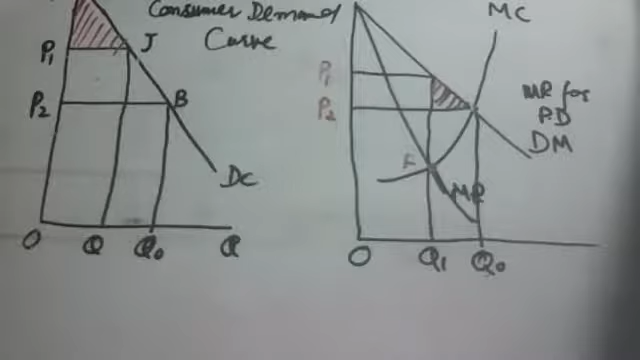 Consumer Demand
Curve
P1
J
P2
B
DC
O
Q
Q0
Q
MC
P1
P2
MR for
P.D
DM
F
MR
O
Q1
Q0